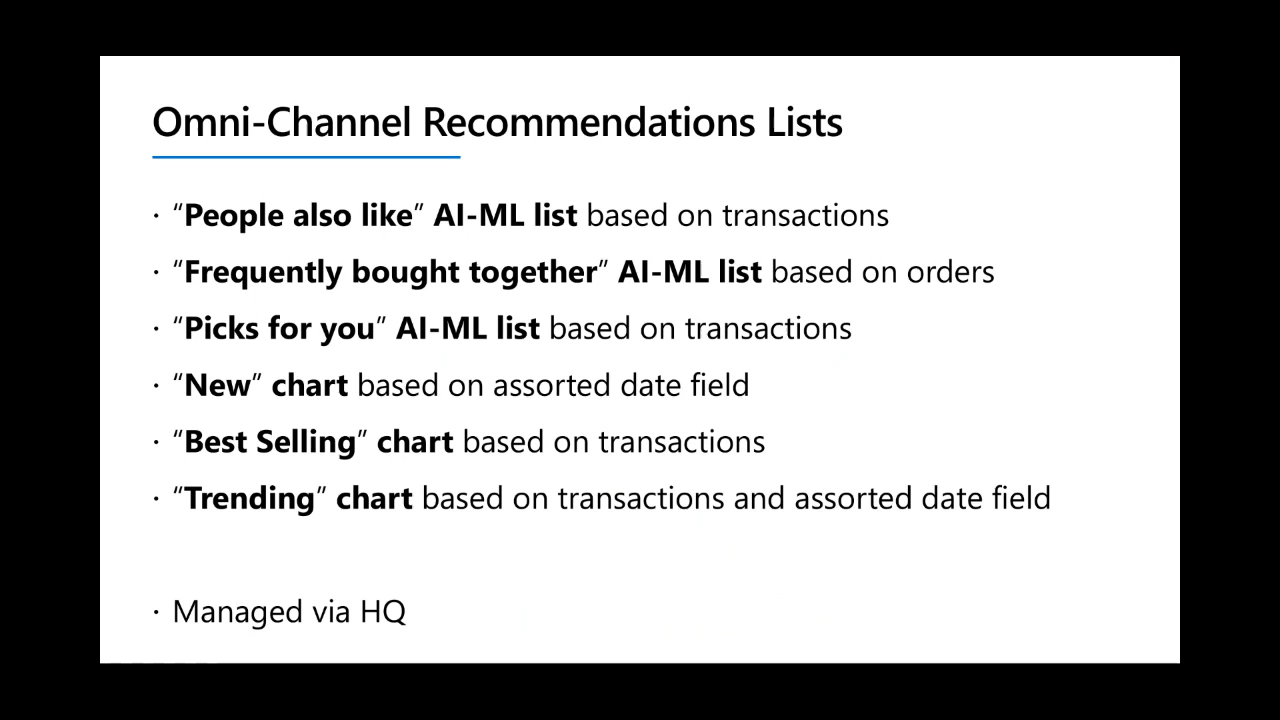 Omni-Channel Recommendations Lists
· “People also like” AI-ML list based on transactions
· “Frequently bought together” AI-ML list based on orders
· “Picks for you” AI-ML list based on transactions
· “New” chart based on assorted date field
· “Best Selling” chart based on transactions
· “Trending” chart based on transactions and assorted date field
· Managed via HQ